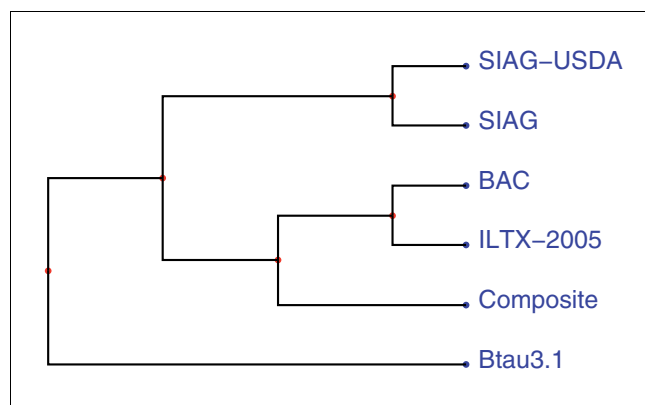 SIAG−USDA
SIAG
BAC
ILTX−2005
Composite
Btau3.1